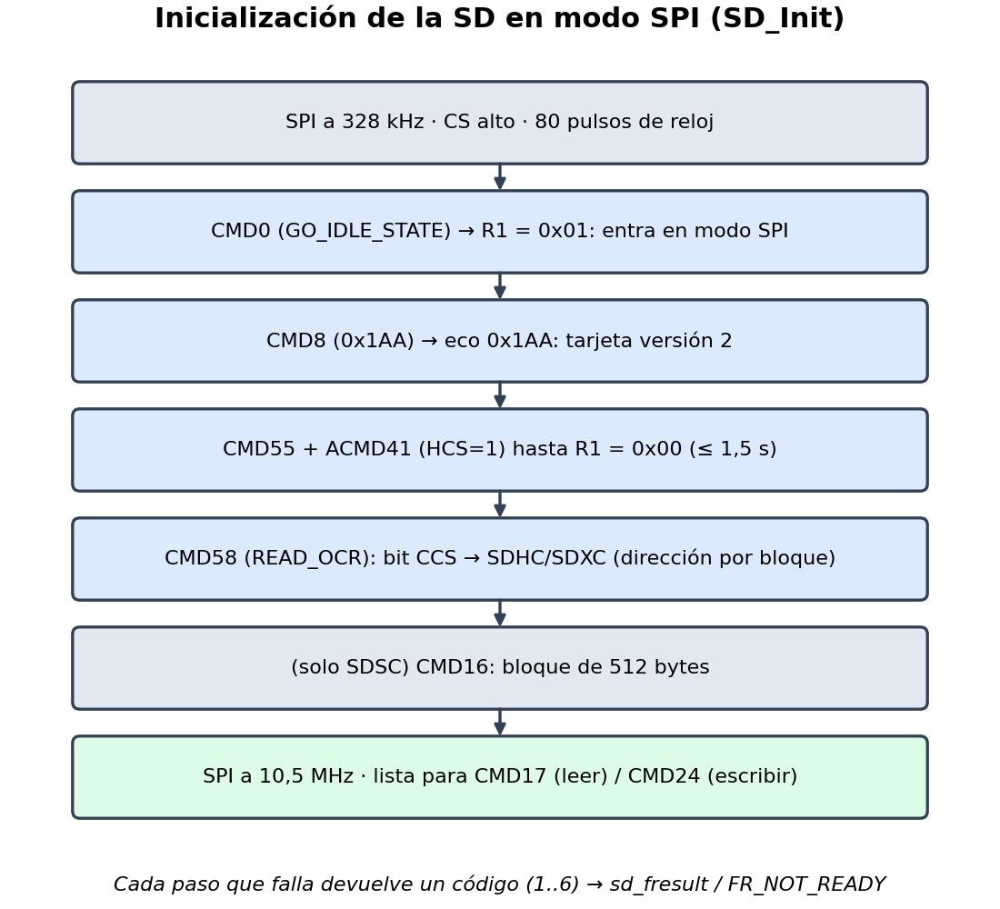 Inicialización de la SD en modo SPI (SD_Init)
SPI a 328 kHz · CS alto · 80 pulsos de reloj
CMD0 (GO_IDLE_STATE) → R1 = 0x01: entra en modo SPI
CMD8 (0x1AA) → eco 0x1AA: tarjeta versión 2
CMD55 + ACMD41 (HCS=1) hasta R1 = 0x00 (≤ 1,5 s)
CMD58 (READ_OCR): bit CCS → SDHC/SDXC (dirección por bloque)
(solo SDSC) CMD16: bloque de 512 bytes
SPI a 10,5 MHz · lista para CMD17 (leer) / CMD24 (escribir)
Cada paso que falla devuelve un código (1..6) → sd_fresult / FR_NOT_READY